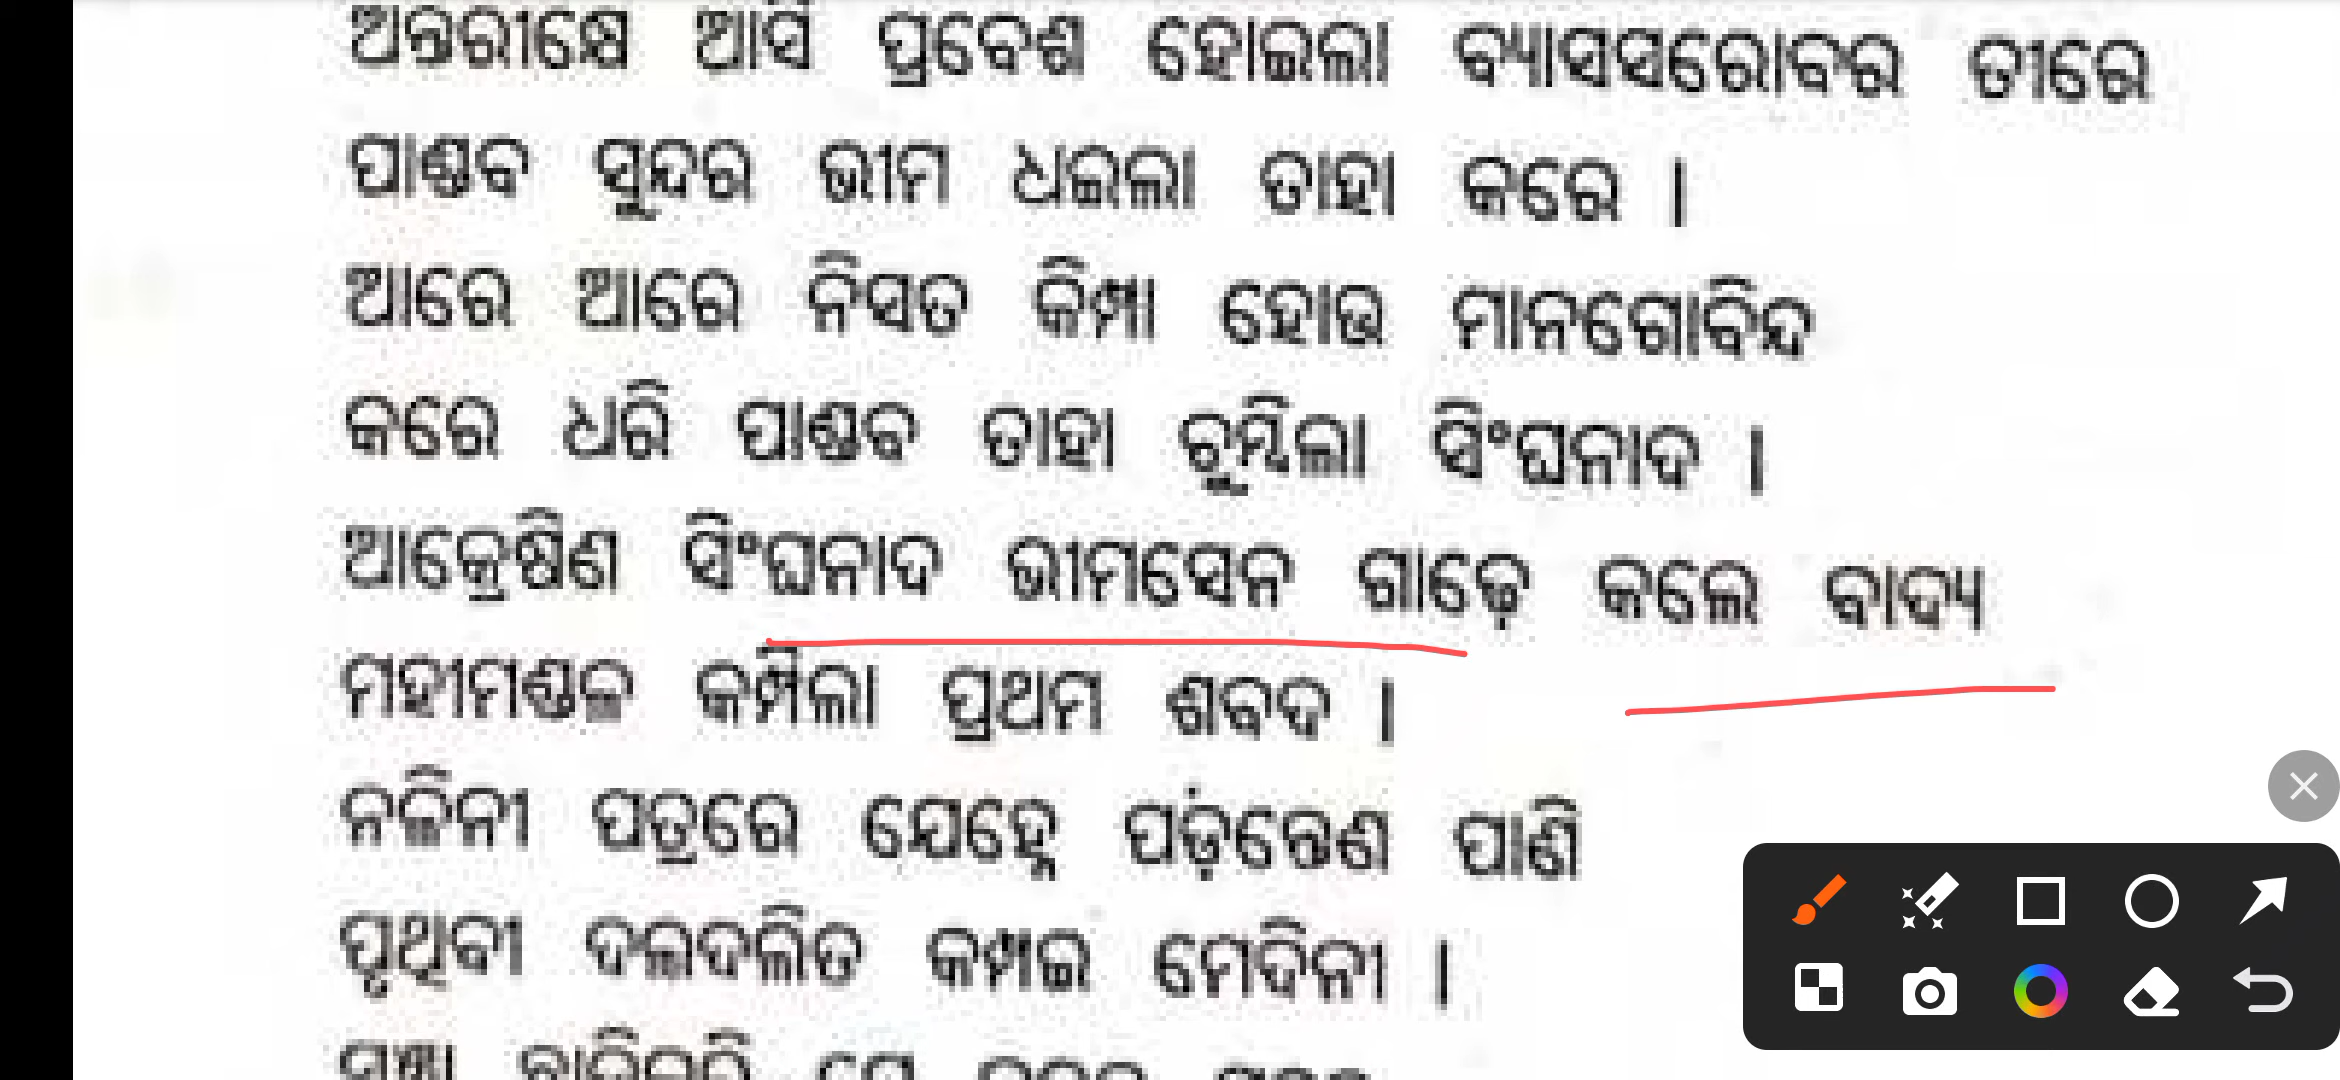 ଅନ୍ତରୀକ୍ଷେ ଆସି ପ୍ରବେଶ ହୋଇଲା ବ୍ୟାସସରୋବର ତୀରେ
ପାଣ୍ଡବ ସୁନ୍ଦର ଭୀମ ଧଇଲା ତାହା କରେ ।
ଆରେ ଆରେ ନିସତ କିମ୍ପା ହୋଉ ମାନଗୋବିନ୍ଦ
କରେ ଧରି ପାଣ୍ଡବ ତାହା ଚୁମ୍ବିଲା ସିଂଘନାଦ ।
ଆକ୍ରେଷିଣ ସିଂଘନାଦ ଭୀମସେନ ଗାଢ଼େ କଲେ ବାଦ୍ୟ
ମହୀମଣ୍ଡଳ କମ୍ପିଲା ପ୍ରଥମ ଶବଦ ।
ନଳିନୀ ପତ୍ରରେ ଯେହ୍ନେ ପଡ଼ନ୍ତେଣ ପାଣି
ପୃଥିବୀ ଦଲଦଲିତ କମ୍ପଇ ମେଦିନୀ ।